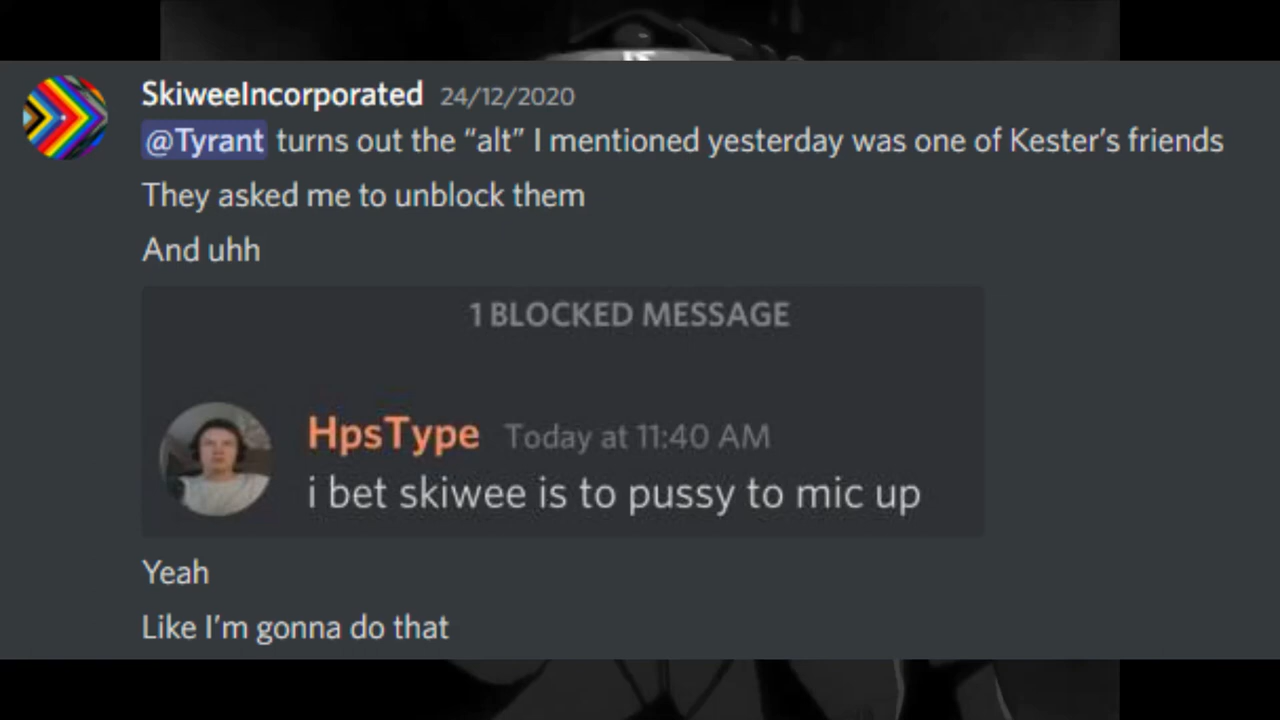 SkiweeIncorporated 24/12/2020
@Tyrant turns out the “alt” I mentioned yesterday was one of Kester’s friends
They asked me to unblock them
And uhh
1 BLOCKED MESSAGE
HpsType Today at 11:40 AM
i bet skiwee is to pussy to mic up
Yeah
Like I’m gonna do that